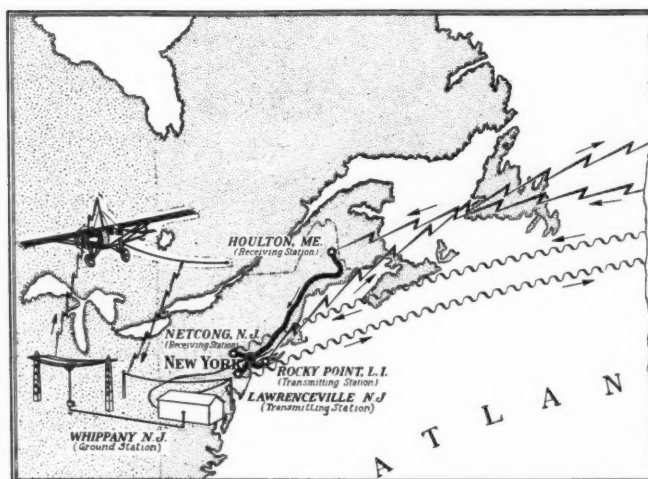 HOULTON, ME.
(Receiving Station)
NETCONG, N.J.
(Receiving Station)
NEW YORK
ROCKY POINT, L.I.
(Transmitting Station)
LAWRENCEVILLE N.J
(Transmitting Station)
WHIPPANY N.J.
(Ground Station)
A T L A N